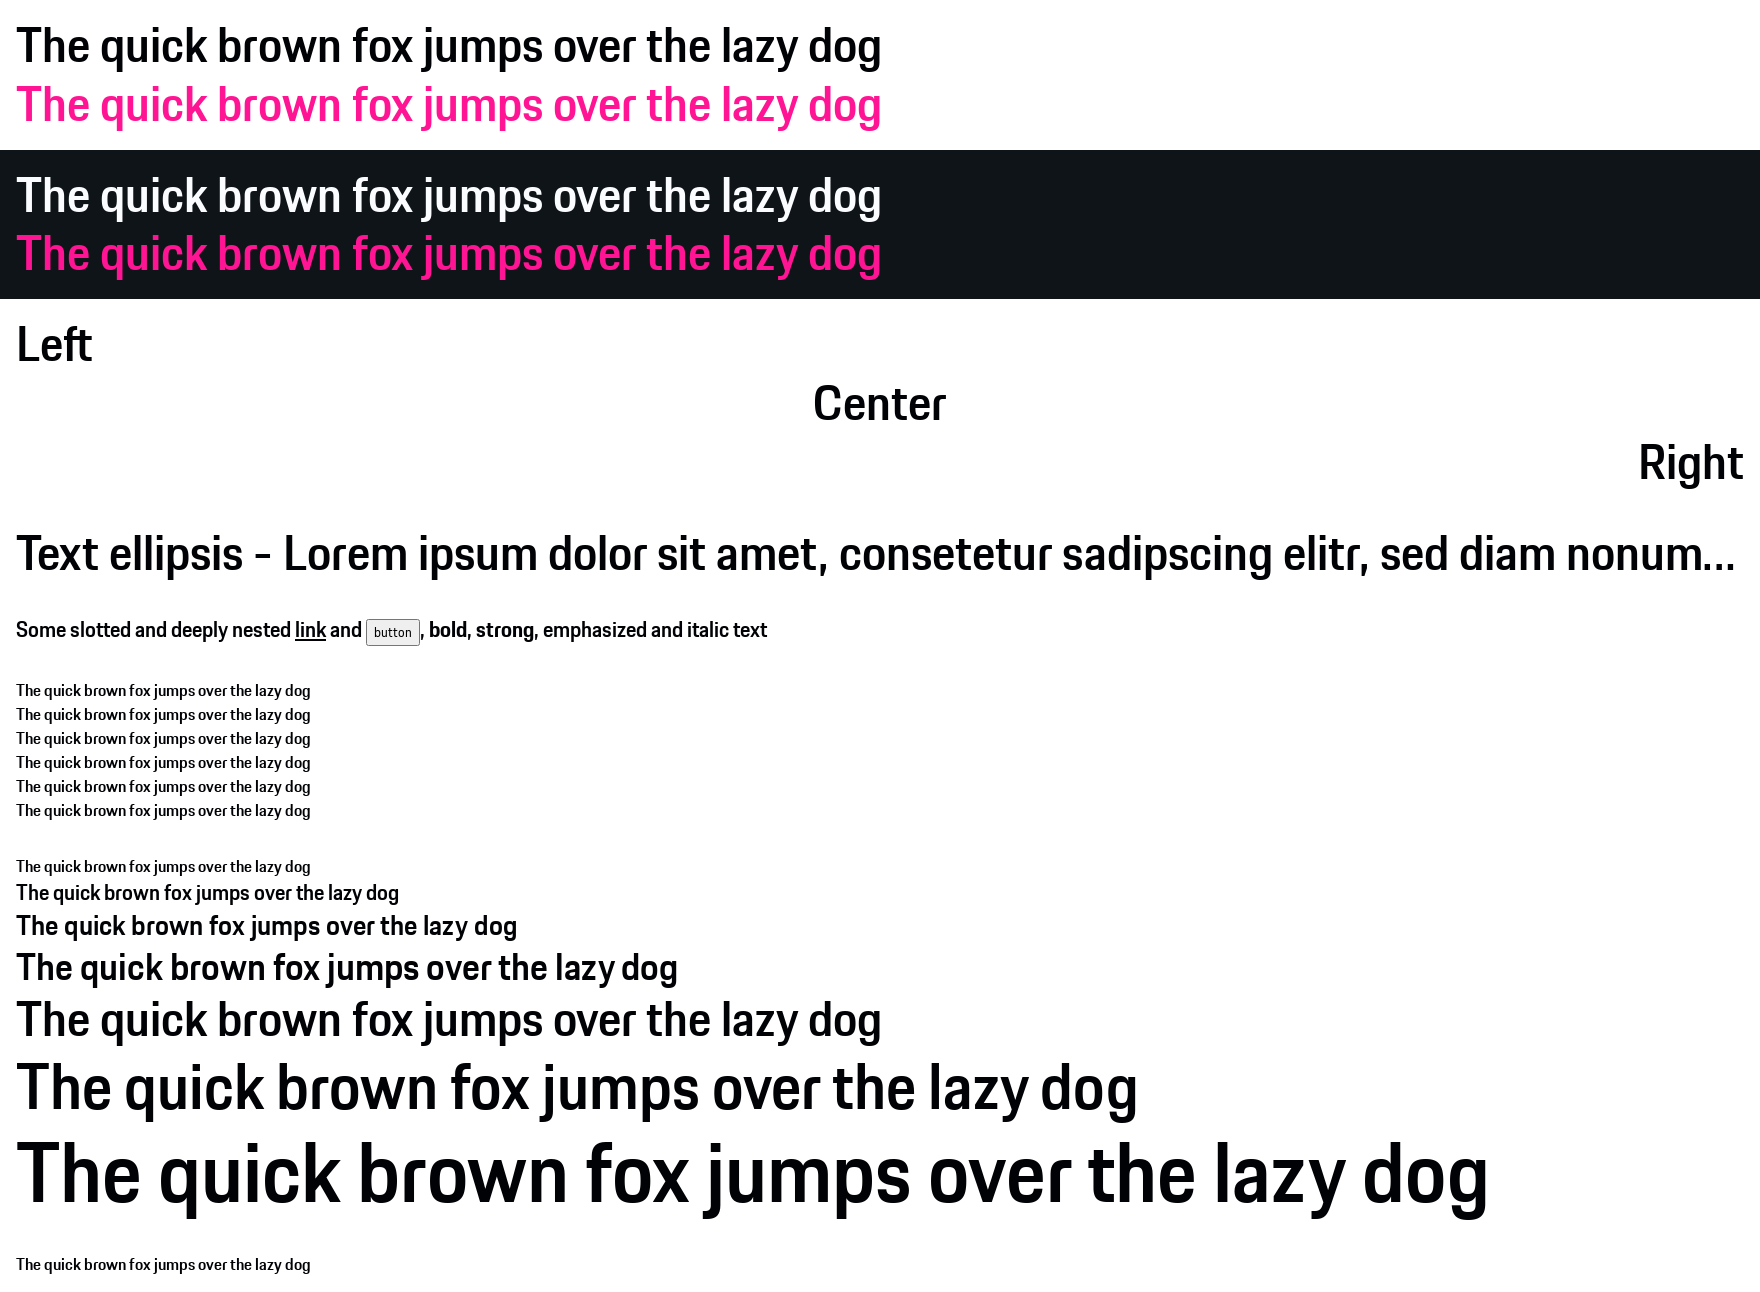 The quick brown fox jumps over the lazy dog
The quick brown fox jumps over the lazy dog
The quick brown fox jumps over the lazy dog
The quick brown fox jumps over the lazy dog
Left
Center
Right
Text ellipsis - Lorem ipsum dolor sit amet, consetetur sadipscing elitr, sed diam nonum...
Some slotted and deeply nested link and button, bold, strong, emphasized and italic text
The quick brown fox jumps over the lazy dog
The quick brown fox jumps over the lazy dog
The quick brown fox jumps over the lazy dog
The quick brown fox jumps over the lazy dog
The quick brown fox jumps over the lazy dog
The quick brown fox jumps over the lazy dog
The quick brown fox jumps over the lazy dog
The quick brown fox jumps over the lazy dog
The quick brown fox jumps over the lazy dog
The quick brown fox jumps over the lazy dog
The quick brown fox jumps over the lazy dog
The quick brown fox jumps over the lazy dog
The quick brown fox jumps over the lazy dog
The quick brown fox jumps over the lazy dog